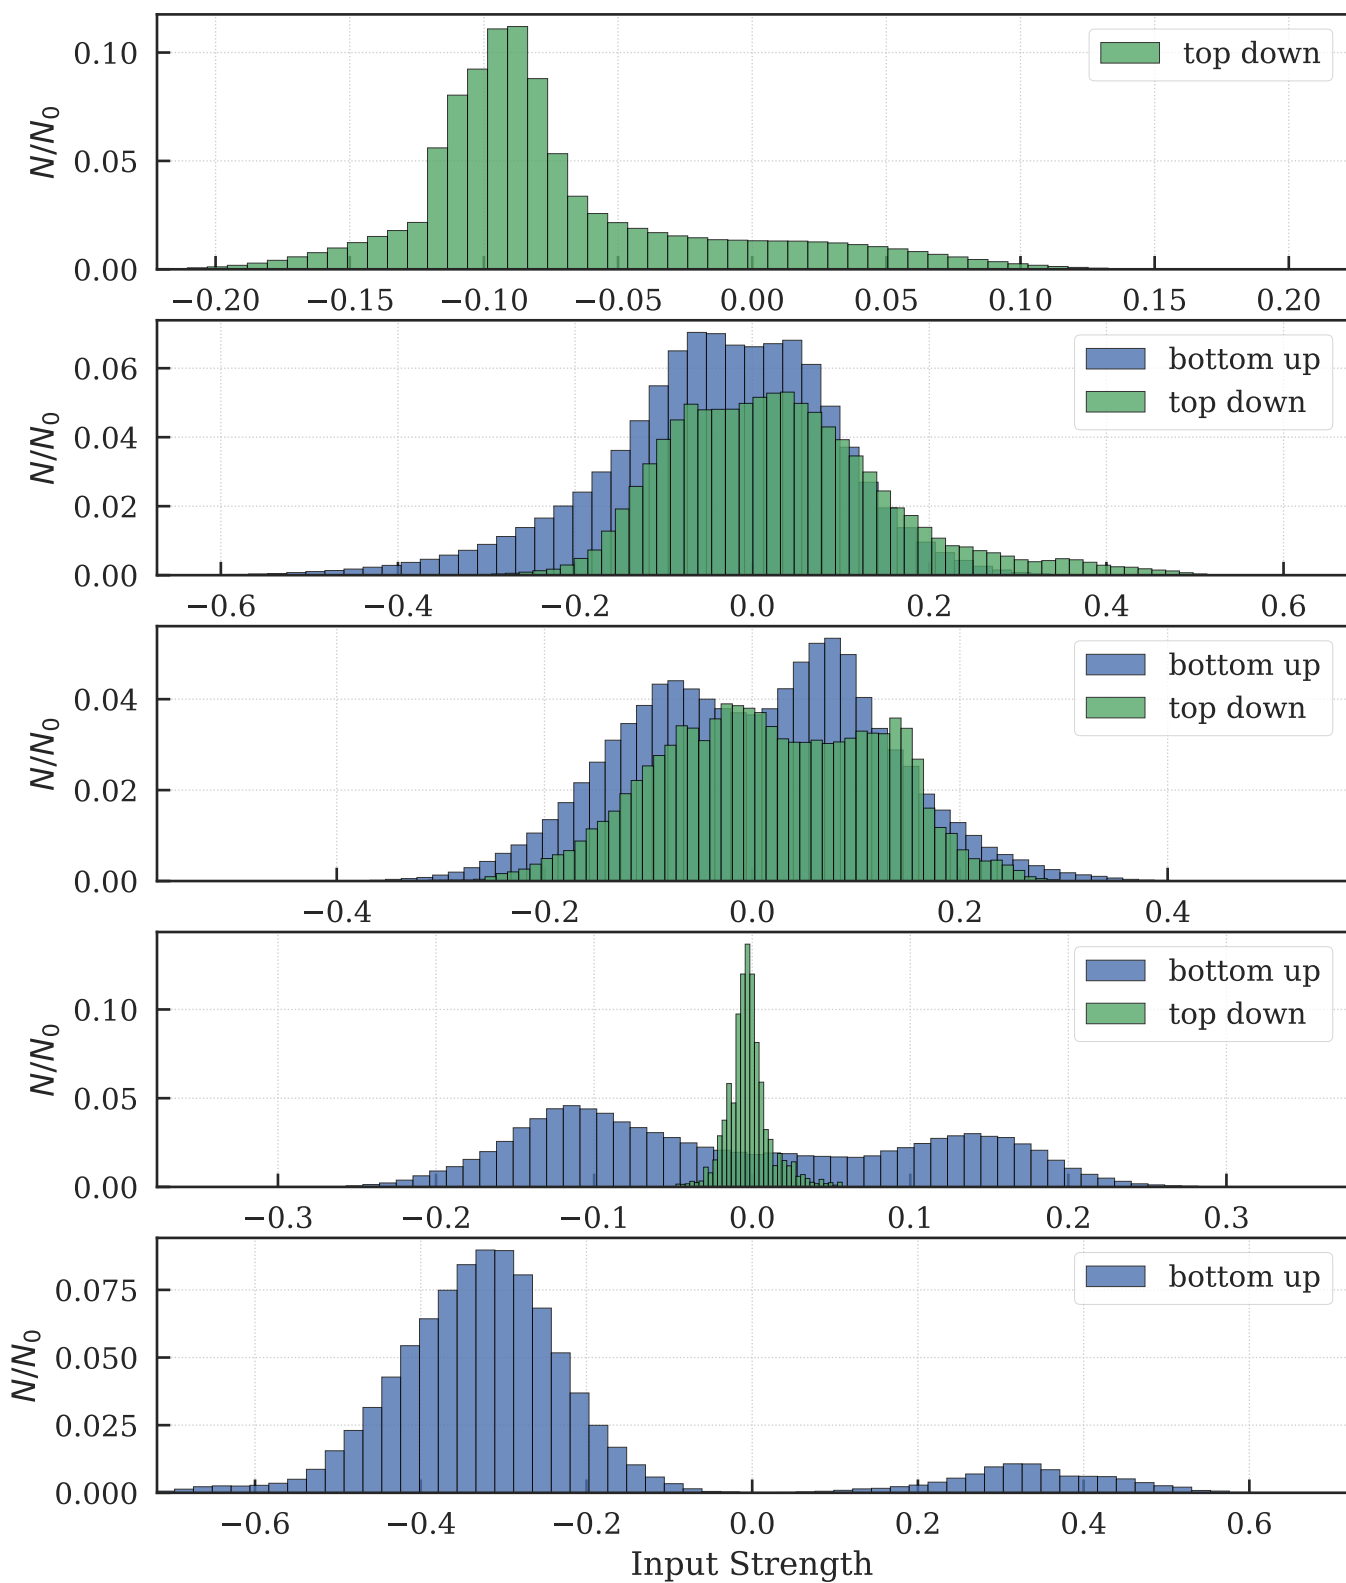 top down
N/N0
0.10
0.05
0.00
−0.20 −0.15 −0.10 −0.05 0.00 0.05 0.10 0.15 0.20
bottom up
top down
N/N0
0.06
0.04
0.02
0.00
−0.6 −0.4 −0.2 0.0 0.2 0.4 0.6
bottom up
top down
N/N0
0.04
0.02
0.00
−0.4 −0.2 0.0 0.2 0.4
bottom up
top down
N/N0
0.10
0.05
0.00
−0.3 −0.2 −0.1 0.0 0.1 0.2 0.3
bottom up
N/N0
0.075
0.050
0.025
0.000
−0.6 −0.4 −0.2 0.0 0.2 0.4 0.6
Input Strength